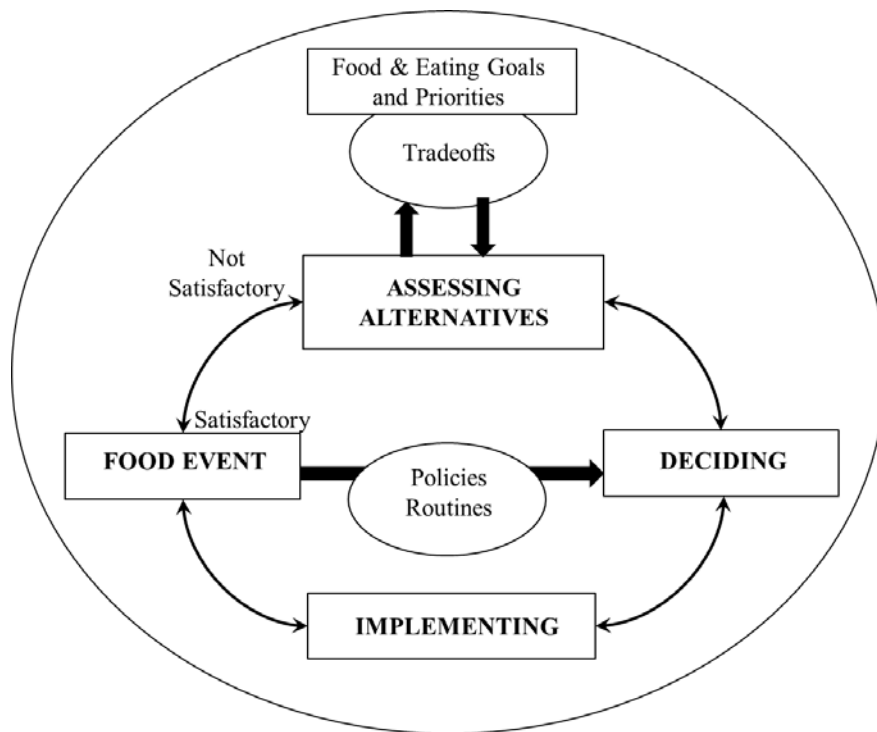 Food & Eating Goals
and Priorities
Tradeoffs
Not
Satisfactory
ASSESSING
ALTERNATIVES
Satisfactory
FOOD EVENT
Policies
Routines
DECIDING
IMPLEMENTING